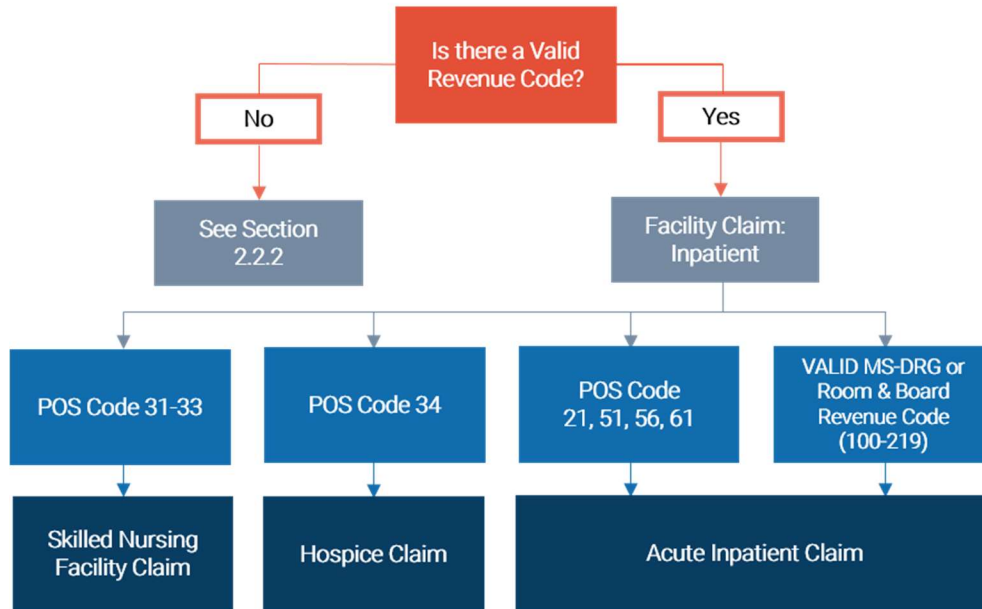 Is there a Valid
Revenue Code?
No
Yes
See Section
2.2.2
Facility Claim:
Inpatient
POS Code 31-33
POS Code 34
POS Code
21, 51, 56, 61
VALID MS-DRG or
Room & Board
Revenue Code
(100-219)
Skilled Nursing
Facility Claim
Hospice Claim
Acute Inpatient Claim